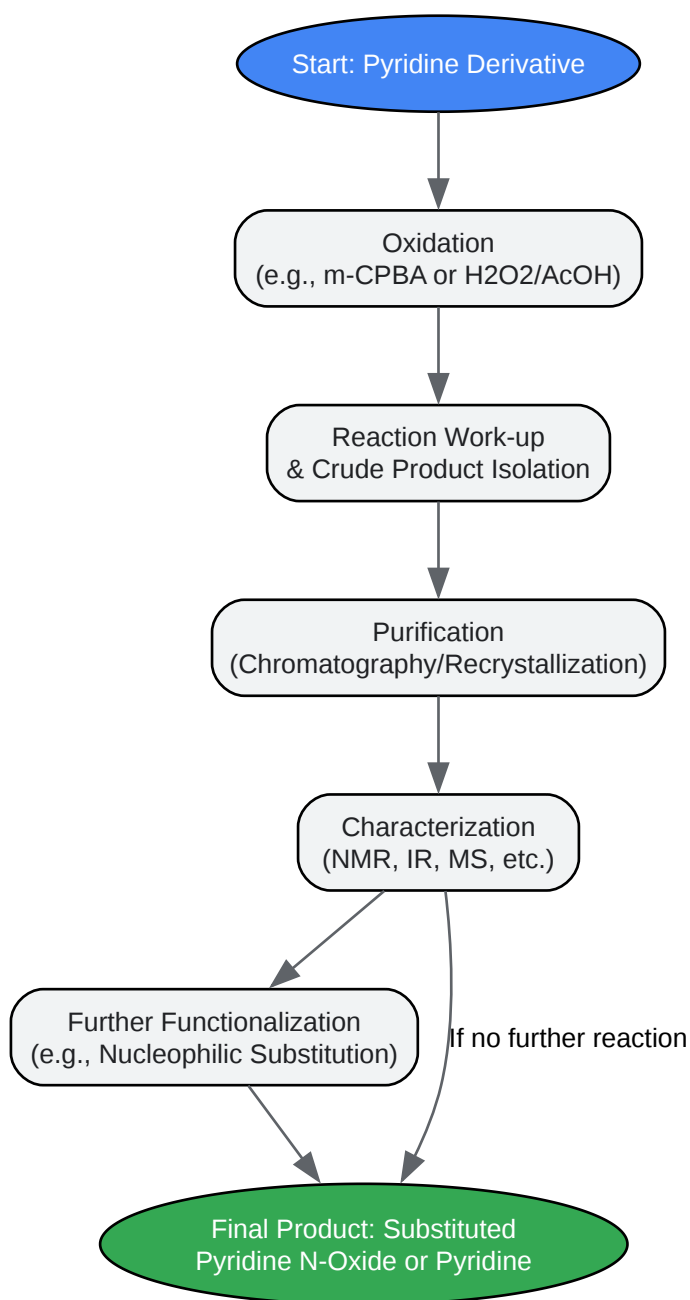 Start: Pyridine Derivative
Oxidation
(e.g., m-CPBA or H2O2/AcOH)
Reaction Work-up
& Crude Product Isolation
Purification
(Chromatography/Recrystallization)
Characterization
(NMR, IR, MS, etc.)
Further Functionalization
(e.g., Nucleophilic Substitution)
If no further reaction
Final Product: Substituted
Pyridine N-Oxide or Pyridine